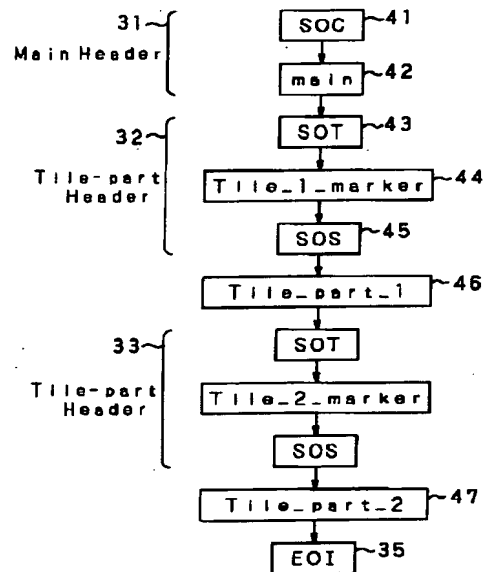 31
Main Header
SOC
41
main
42
32
Tile-part
Header
SOT
43
Tile_1_marker
44
SOS
45
Tile_part_1
46
33
Tile-part
Header
SOT
Tile_2_marker
SOS
Tile_part_2
47
EOI
35